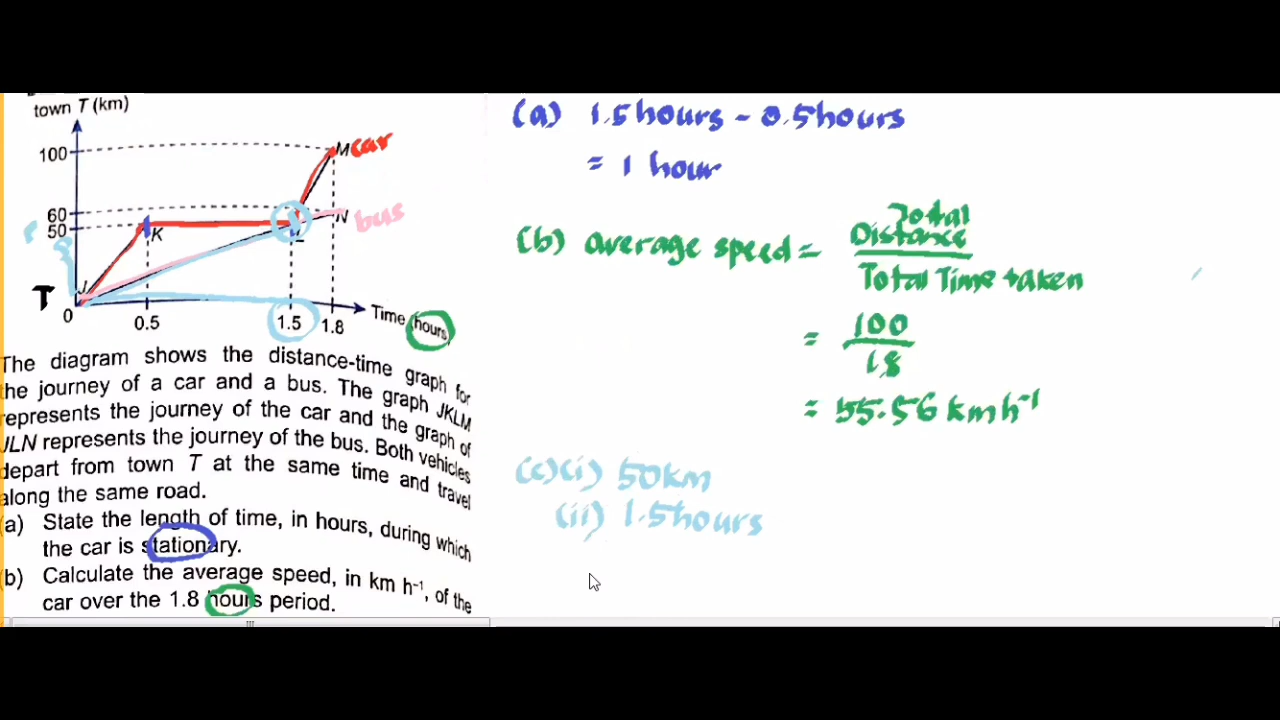 town T (km)
100
60
50
0
0.5
1.5
1.8
Time (hours)
J
K
L
M
N
car
bus
T
The diagram shows the distance-time graph for
the journey of a car and a bus. The graph JKLM
represents the journey of the car and the graph of
JLN represents the journey of the bus. Both vehicles
depart from town T at the same time and travel
along the same road.
(a) State the length of time, in hours, during which
the car is stationary.
(b) Calculate the average speed, in km h⁻¹, of the
car over the 1.8 hours period.
(a) 1.5 hours - 0.5 hours
= 1 hour
(b) average speed = Total Distance
Total Time taken
= 100
1.8
= 55.56 km h⁻¹
(c)(i) 50km
(ii) 1.5 hours